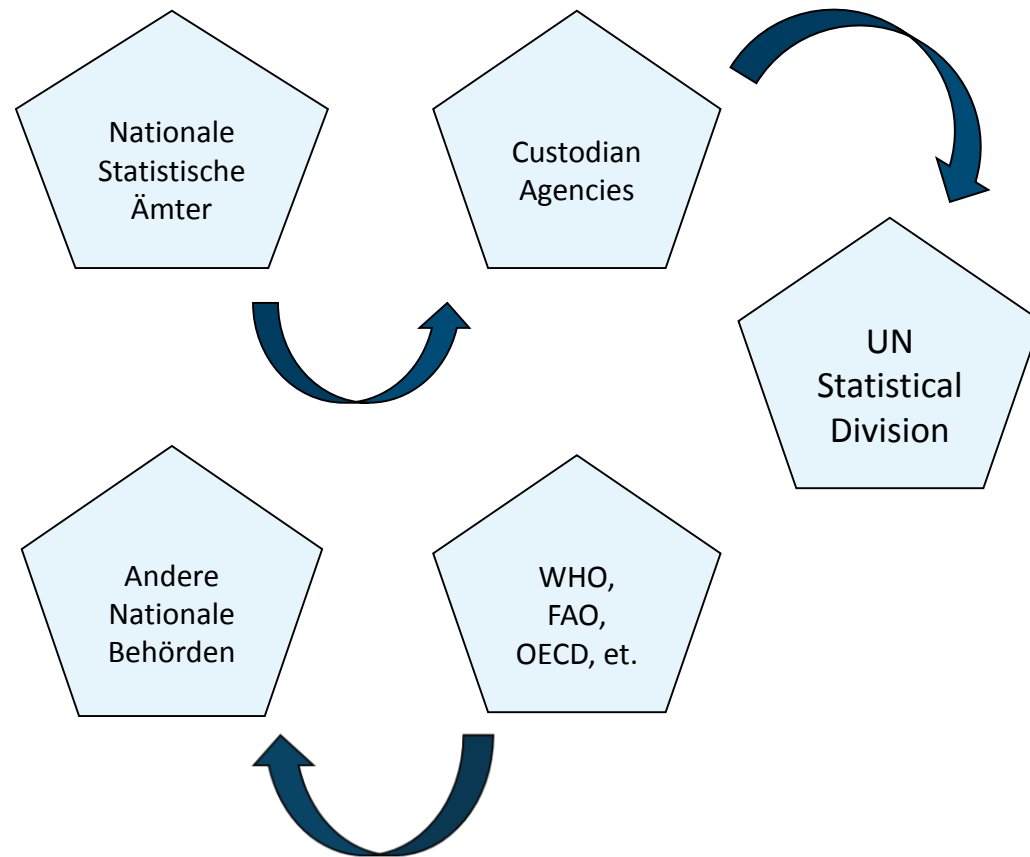 Nationale
Statistische
Ämter
Custodian
Agencies
UN
Statistical
Division
Andere
Nationale
Behörden
WHO,
FAO,
OECD, et.